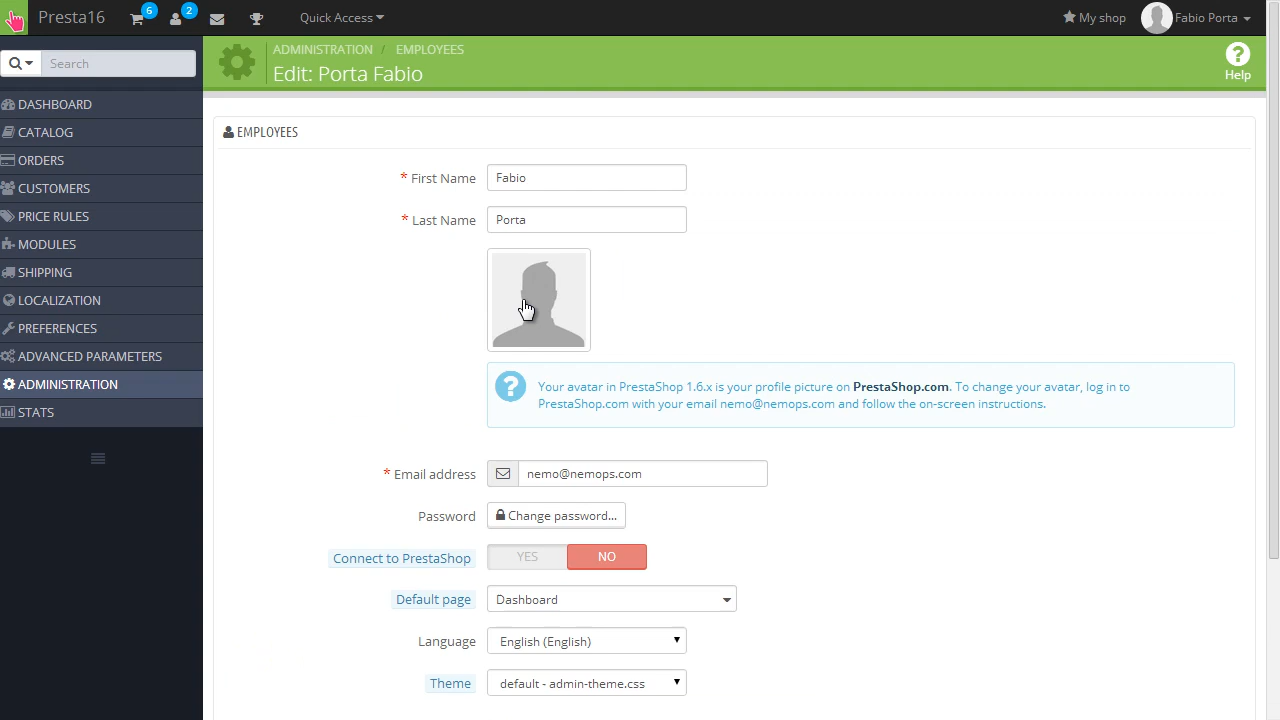 Presta16 6 2 Quick Access My shop Fabio Porta
Search
DASHBOARD
CATALOG
ORDERS
CUSTOMERS
PRICE RULES
MODULES
SHIPPING
LOCALIZATION
PREFERENCES
ADVANCED PARAMETERS
ADMINISTRATION
STATS
ADMINISTRATION / EMPLOYEES
Edit: Porta Fabio
? Help
EMPLOYEES
* First Name Fabio
* Last Name Porta
? Your avatar in PrestaShop 1.6.x is your profile picture on PrestaShop.com. To change your avatar, log in to
PrestaShop.com with your email nemo@nemops.com and follow the on-screen instructions.
* Email address nemo@nemops.com
Password Change password...
Connect to PrestaShop YES NO
Default page Dashboard
Language English (English)
Theme default - admin-theme.css